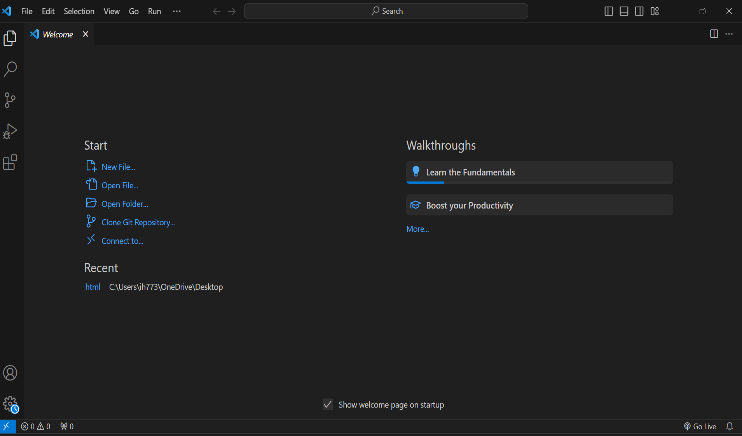 File Edit Selection View Go Run ···
Search
Welcome
Start
New File...
Open File...
Open Folder...
Clone Git Repository...
Connect to...
Recent
html C:\Users\jh773\OneDrive\Desktop
Walkthroughs
Learn the Fundamentals
Boost your Productivity
More...
Show welcome page on startup
0 0 0 Go Live